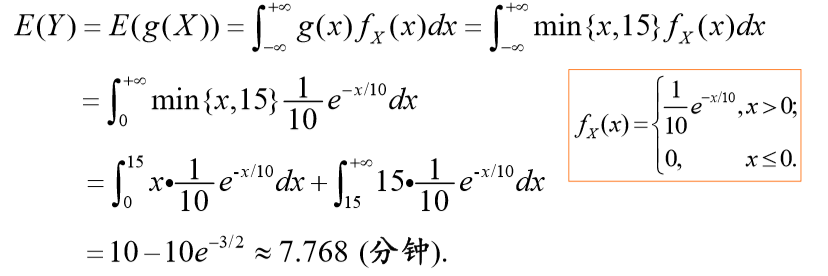 E(Y) = E(g(X)) = ∫_{-∞}^{+∞} g(x) f_X(x)dx = ∫_{-∞}^{+∞} min{x,15} f_X(x)dx
= ∫_0^{+∞} min{x,15} 1/10 e^{-x/10} dx
f_X(x) = { 1/10 e^{-x/10}, x > 0;
0, x ≤ 0.
= ∫_0^{15} x• 1/10 e^{-x/10} dx + ∫_{15}^{+∞} 15• 1/10 e^{-x/10} dx
= 10 – 10e^{-3/2} ≈ 7.768 (分钟).